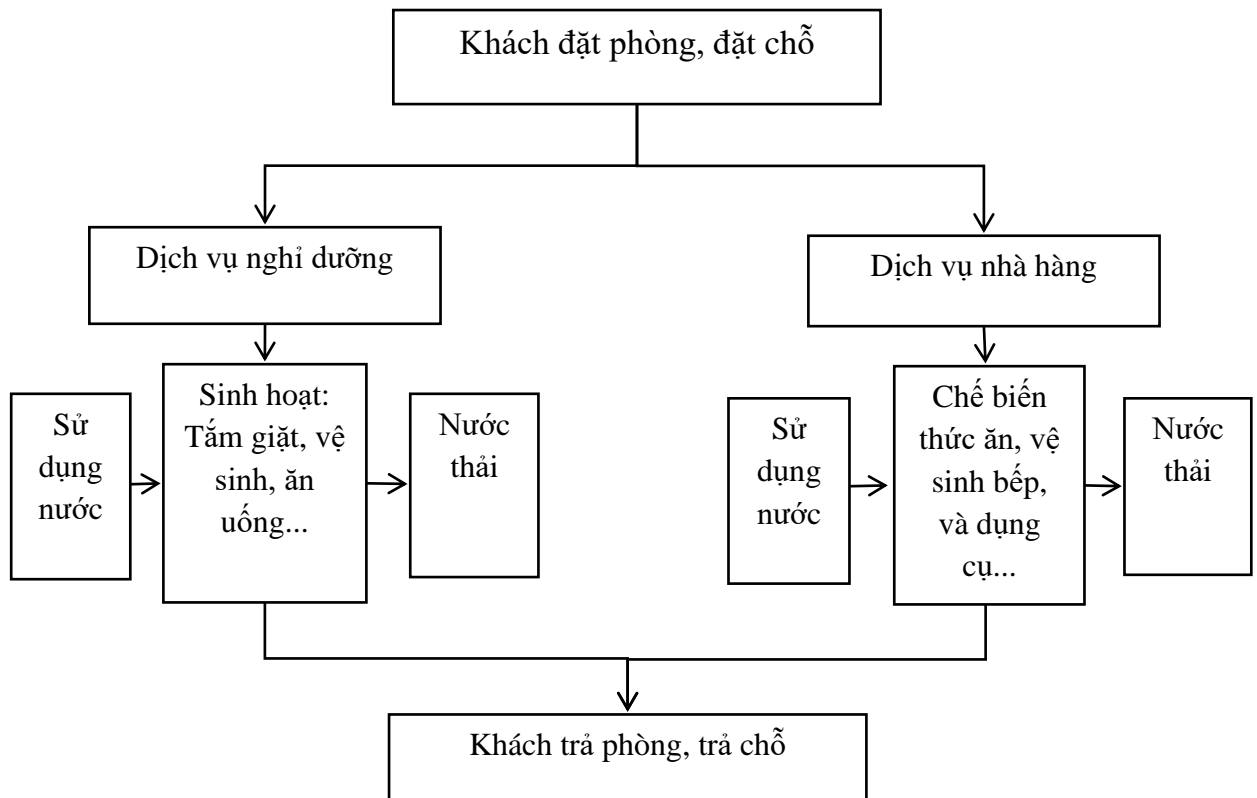 Khách đặt phòng, đặt chỗ
Dịch vụ nghỉ dưỡng
Dịch vụ nhà hàng
Sử
dụng
nước
Sinh hoạt:
Tắm giặt, vệ
sinh, ăn
uống...
Nước
thải
Sử
dụng
nước
Chế biến
thức ăn, vệ
sinh bếp,
và dụng
cụ...
Nước
thải
Khách trả phòng, trả chỗ